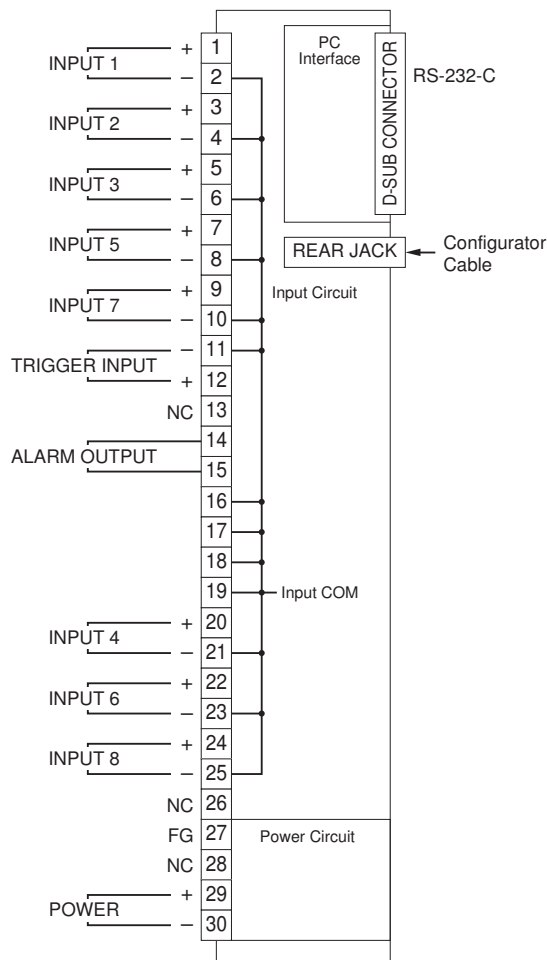 PC
Interface
D-SUB CONNECTOR
RS-232-C
REAR JACK
Configurator
Cable
Input Circuit
INPUT 1
+ 1
– 2
INPUT 2
+ 3
– 4
INPUT 3
+ 5
– 6
INPUT 5
+ 7
– 8
INPUT 7
+ 9
– 10
TRIGGER INPUT
– 11
+ 12
NC 13
ALARM OUTPUT
14
15
16
17
18
19 Input COM
INPUT 4
+ 20
– 21
INPUT 6
+ 22
– 23
INPUT 8
+ 24
– 25
NC 26
FG 27 Power Circuit
NC 28
POWER
+ 29
– 30